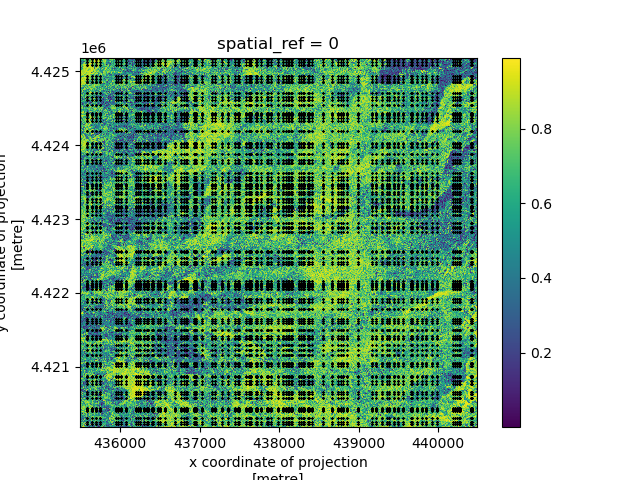 spatial_ref = 0
1e6
4.425
4.424
4.423
4.422
4.421
y coordinate of projection
[metre]
436000 437000 438000 439000 440000
x coordinate of projection
[metre]
0.8
0.6
0.4
0.2